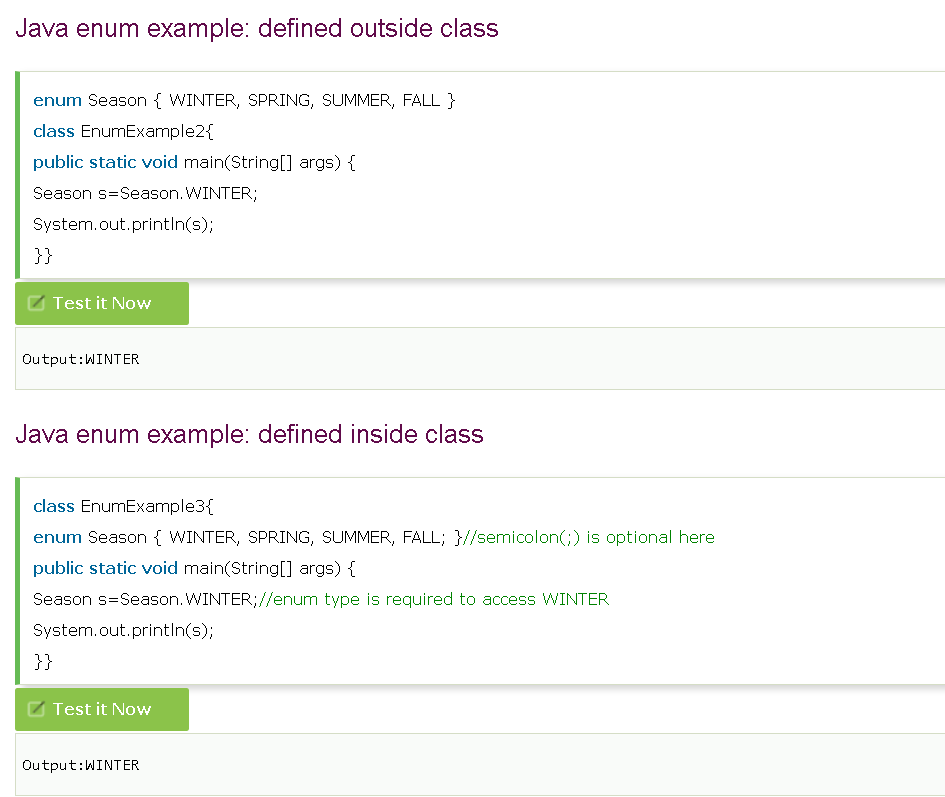 Java enum example: defined outside class
enum Season { WINTER, SPRING, SUMMER, FALL }
class EnumExample2{
public static void main(String[] args) {
Season s=Season.WINTER;
System.out.println(s);
}}
Test it Now
Output:WINTER
Java enum example: defined inside class
class EnumExample3{
enum Season { WINTER, SPRING, SUMMER, FALL; }//semicolon(;) is optional here
public static void main(String[] args) {
Season s=Season.WINTER;//enum type is required to access WINTER
System.out.println(s);
}}
Test it Now
Output:WINTER